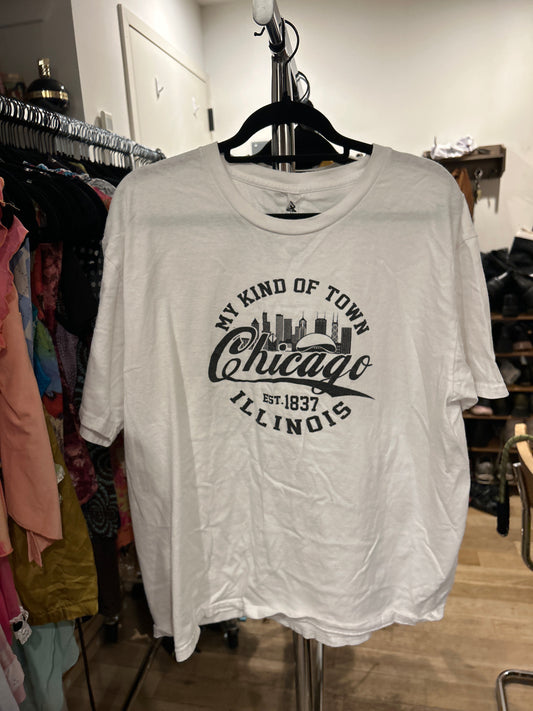 MY KIND OF TOWN
Chicago
EST. 1837
ILLINOIS